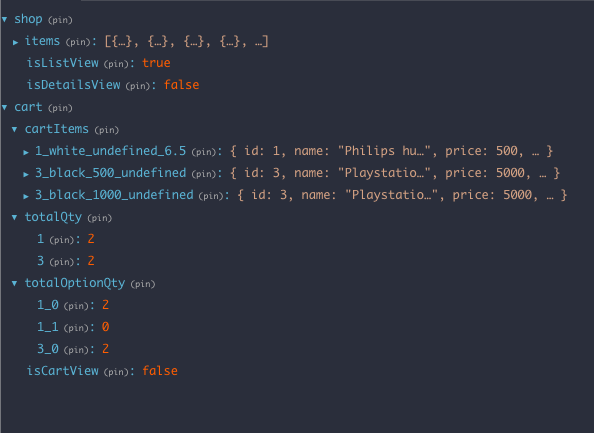 ▼ shop (pin)
▶ items (pin): [{…}, {…}, {…}, {…}, …]
isListView (pin): true
isDetailsView (pin): false
▼ cart (pin)
▼ cartItems (pin)
▶ 1_white_undefined_6.5 (pin): { id: 1, name: "Philips hu…", price: 500, … }
▶ 3_black_500_undefined (pin): { id: 3, name: "Playstatio…", price: 5000, … }
▶ 3_black_1000_undefined (pin): { id: 3, name: "Playstatio…", price: 5000, … }
▼ totalQty (pin)
1 (pin): 2
3 (pin): 2
▼ totalOptionQty (pin)
1_0 (pin): 2
1_1 (pin): 0
3_0 (pin): 2
isCartView (pin): false